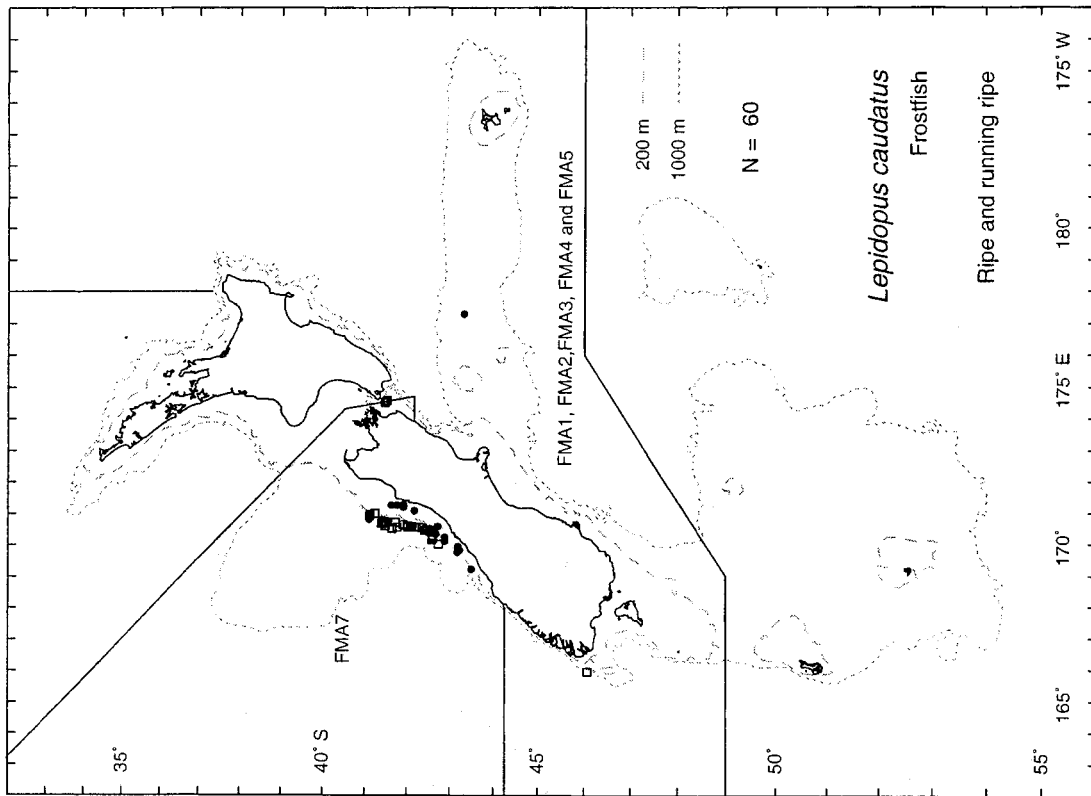 FMA7
FMA1, FMA2,FMA3, FMA4 and FMA5
200 m
1000 m
N = 60
Lepidopus caudatus
Frostfish
Ripe and running ripe
35°
40° S
45°
50°
55°
165°
170°
175° E
180°
175° W